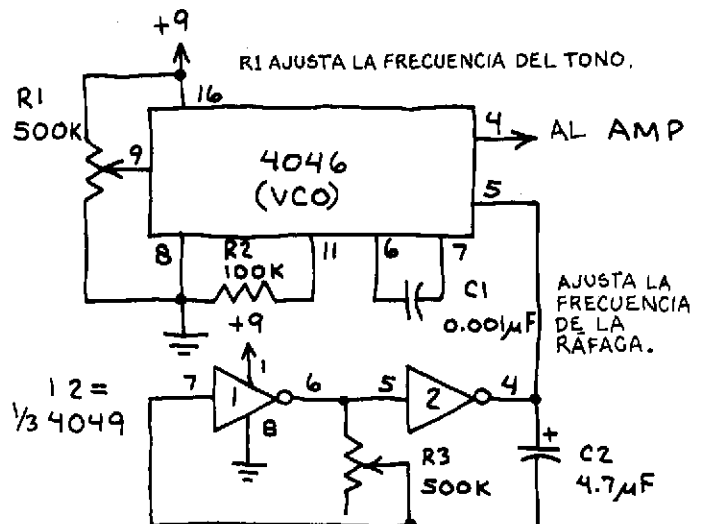 +9
R1 AJUSTA LA FRECUENCIA DEL TONO.
R1
500K
16
9
4046
(VCO)
4
AL AMP
5
8
R2
100K
11
6
7
C1
0.001µF
AJUSTA LA
FRECUENCIA
DE LA
RÁFAGA.
+9
1 2 =
1/3 4049
7
1
1
8
6
5
2
4
R3
500K
+
C2
4.7µF